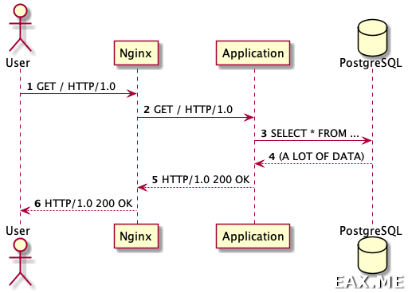 User
Nginx
Application
PostgreSQL
1 GET / HTTP/1.0
2 GET / HTTP/1.0
3 SELECT * FROM ...
4 (A LOT OF DATA)
5 HTTP/1.0 200 OK
6 HTTP/1.0 200 OK
User
Nginx
Application
PostgreSQL
EAX.ME